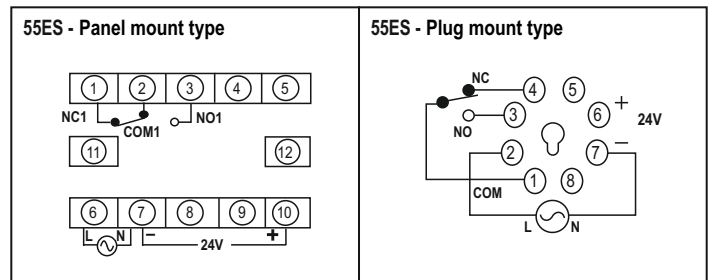 55ES - Panel mount type
1 2 3 4 5
NC1 COM1 NO1
11 12
6 7 8 9 10
L N − 24V +
55ES - Plug mount type
NC 4 5
NO 3 6 + 24V
2 7 −
COM 1 8
L N